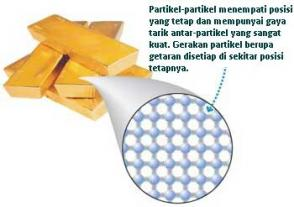 Partikel-partikel menempati posisi
yang tetap dan mempunyai gaya
tarik antar-partikel yang sangat
kuat. Gerakan partikel berupa
getaran disetiap di sekitar posisi
tetapnya.